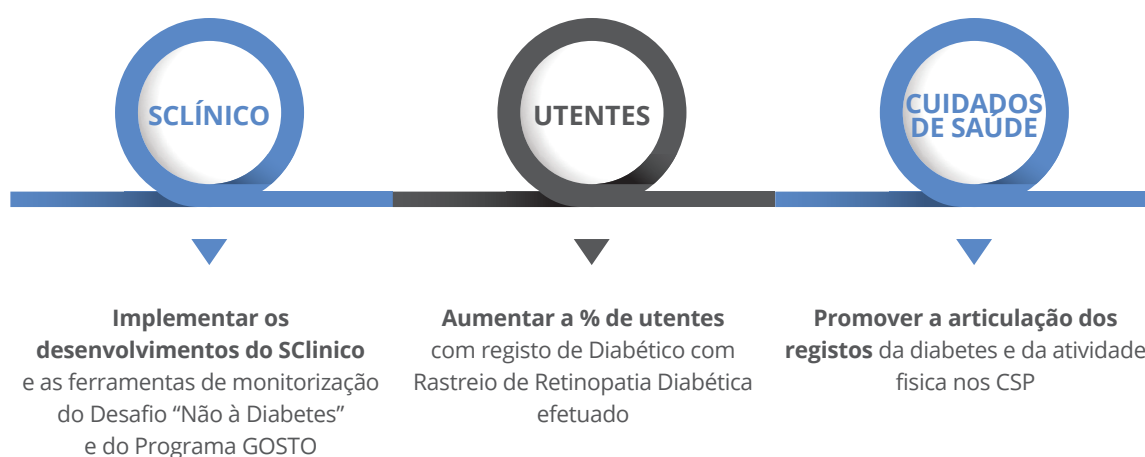 SCLÍNICO
Implementar os
desenvolvimentos do SClinico
e as ferramentas de monitorização
do Desafio “Não à Diabetes”
e do Programa GOSTO
UTENTES
Aumentar a % de utentes
com registo de Diabético com
Rastreio de Retinopatia Diabética
efetuado
CUIDADOS
DE SAÚDE
Promover a articulação dos
registos da diabetes e da atividade
fisica nos CSP